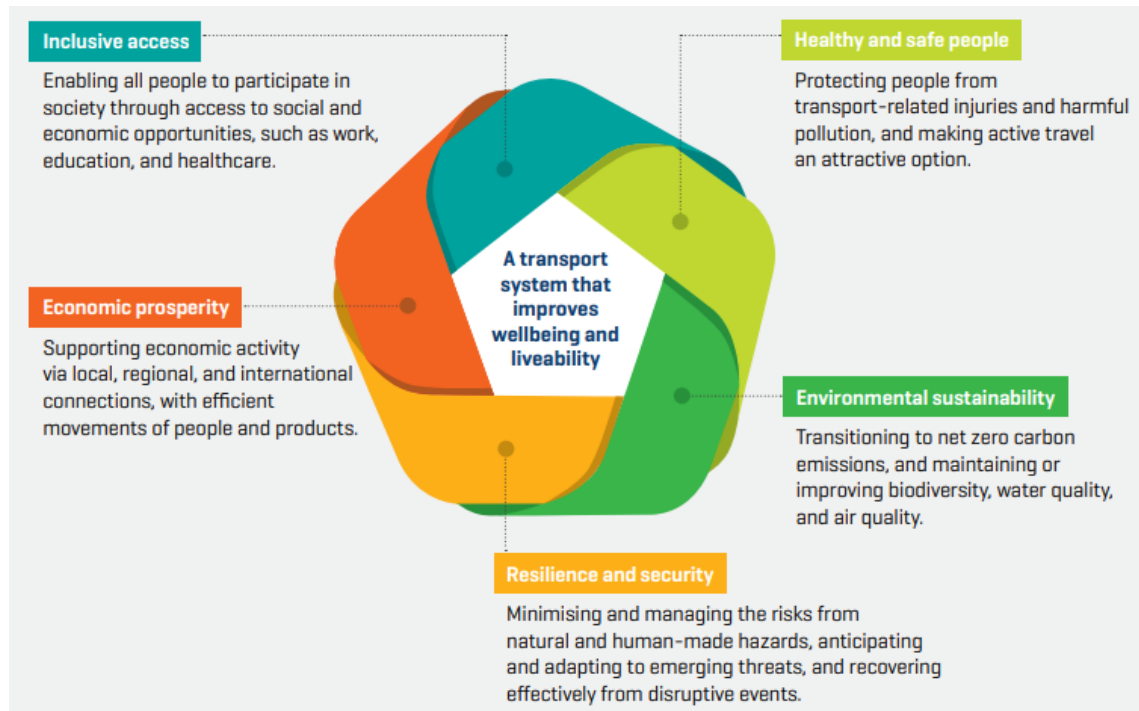 Inclusive access
Enabling all people to participate in
society through access to social and
economic opportunities, such as work,
education, and healthcare.
Healthy and safe people
Protecting people from
transport-related injuries and harmful
pollution, and making active travel
an attractive option.
A transport
system that
improves
wellbeing and
liveability
Economic prosperity
Supporting economic activity
via local, regional, and international
connections, with efficient
movements of people and products.
Environmental sustainability
Transitioning to net zero carbon
emissions, and maintaining or
improving biodiversity, water quality,
and air quality.
Resilience and security
Minimising and managing the risks from
natural and human-made hazards, anticipating
and adapting to emerging threats, and recovering
effectively from disruptive events.